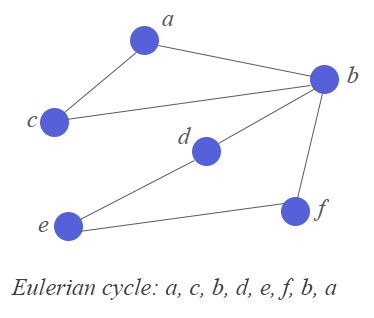 a
b
c
d
e
f
Eulerian cycle: a, c, b, d, e, f, b, a